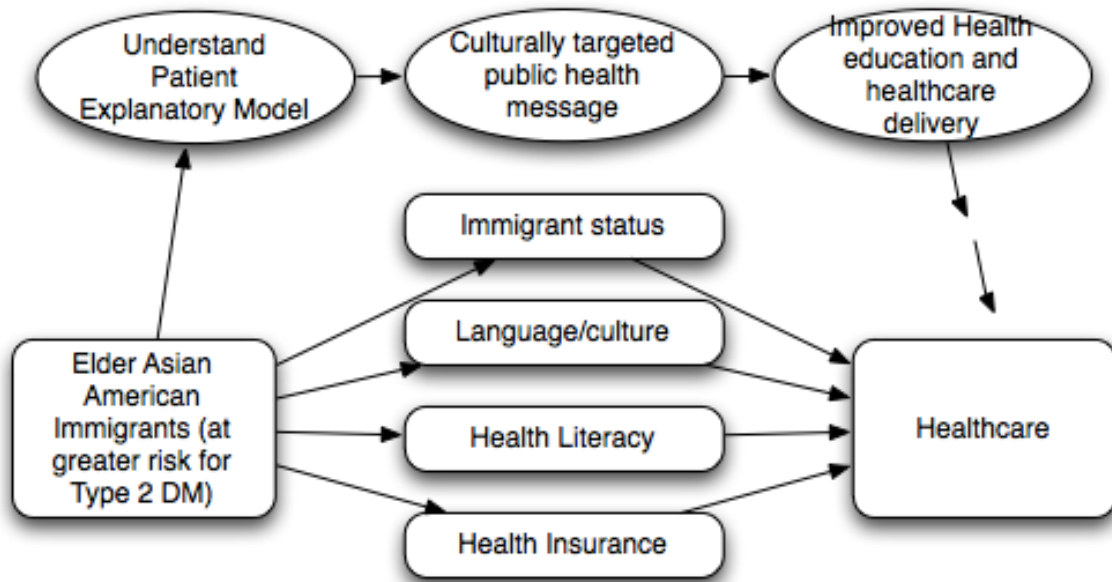 Understand
Patient
Explanatory Model
Culturally targeted
public health
message
Improved Health
education and
healthcare
delivery
Immigrant status
Language/culture
Elder Asian
American
Immigrants (at
greater risk for
Type 2 DM)
Health Literacy
Healthcare
Health Insurance